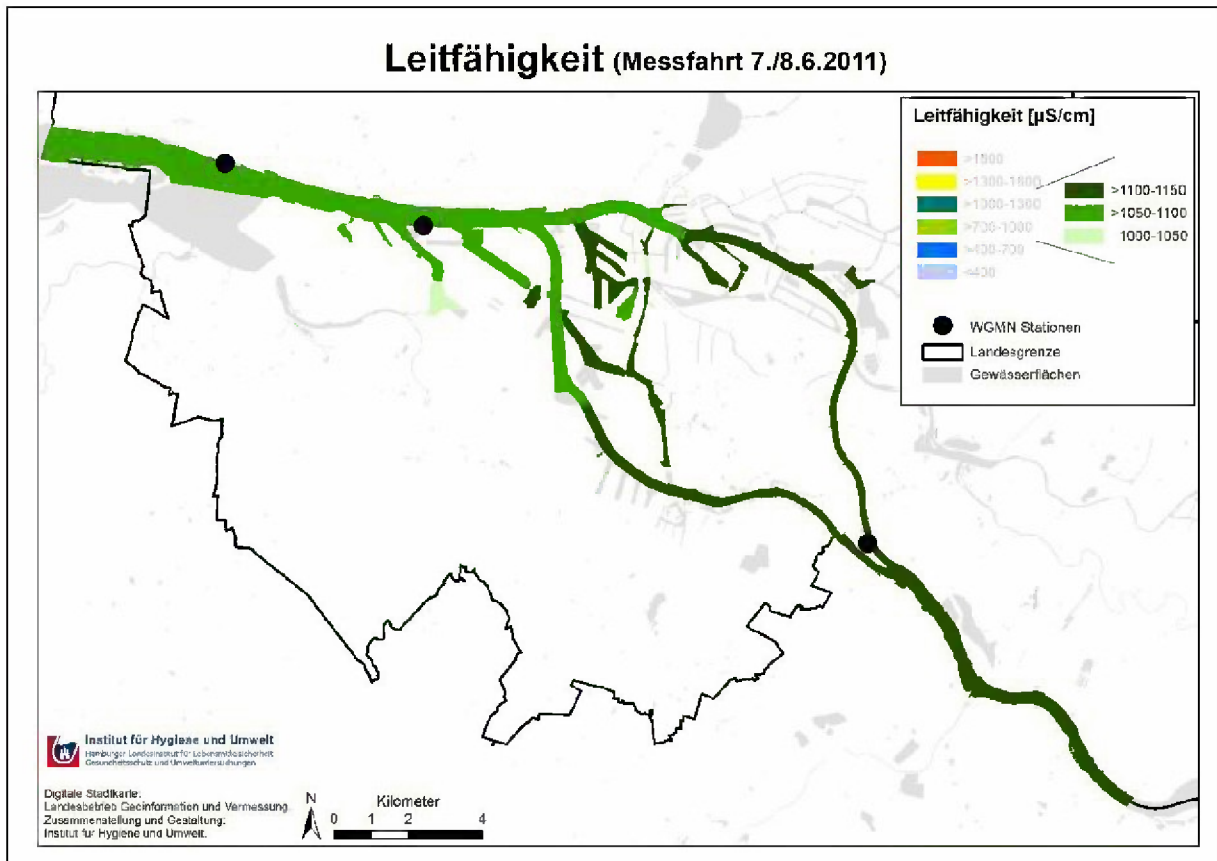 Leitfähigkeit (Messfahrt 7./8.6.2011)
Leitfähigkeit [µS/cm]
>1300-1800
>1000-1300
>700-1000
>400-700
<400
>1100-1150
>1050-1100
1000-1050
WGMN Stationen
Landesgrenze
Gewässerflächen
Institut für Hygiene und Umwelt
Hamburger Landesinstitut für Lebensmittelsicherheit
Gesundheitsschutz und Umweltuntersuchungen
Digitale Stadtkarte:
Landesbetrieb Geoinformation und Vermessung.
Zusammenstellung und Gestaltung:
Institut für Hygiene und Umwelt.
N
Kilometer
0 1 2 4